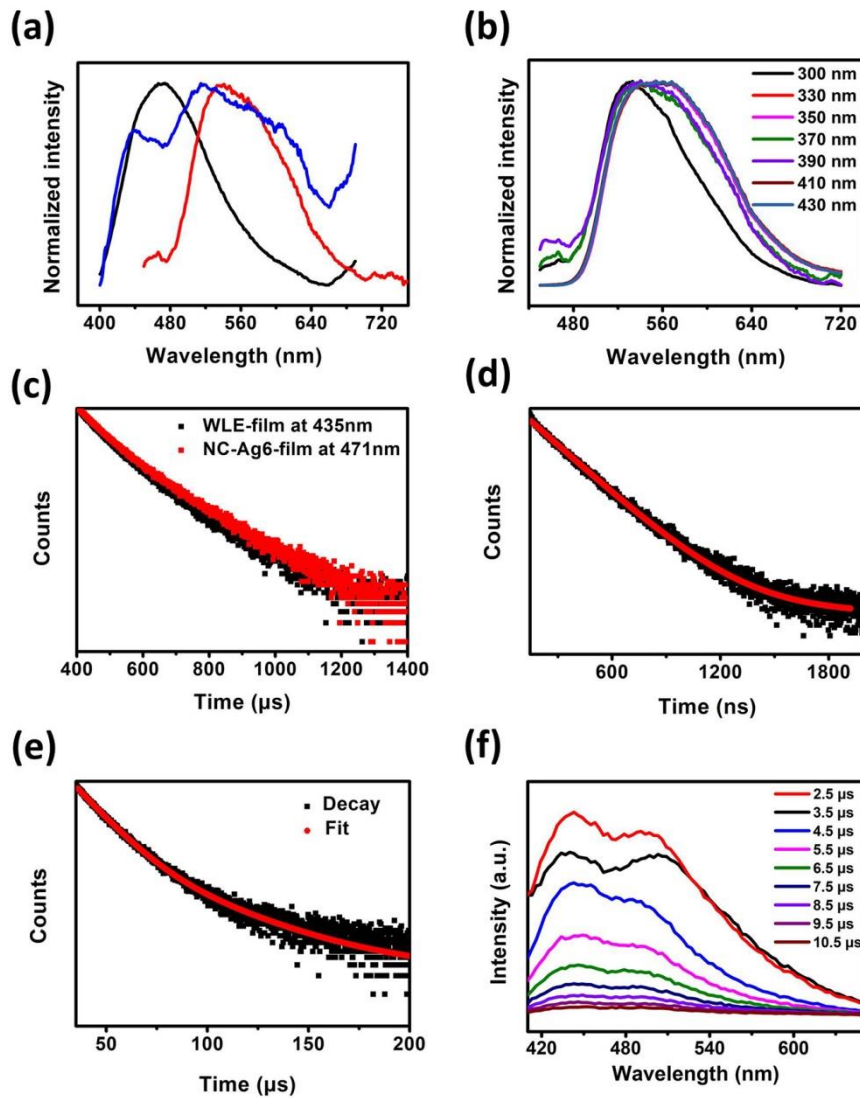 (a)
Normalized intensity
400 480 560 640 720
Wavelength (nm)
(b)
Normalized intensity
300 nm
330 nm
350 nm
370 nm
390 nm
410 nm
430 nm
480 560 640 720
Wavelength (nm)
(c)
Counts
WLE-film at 435nm
NC-Ag6-film at 471nm
400 600 800 1000 1200 1400
Time (µs)
(d)
Counts
600 1200 1800
Time (ns)
(e)
Counts
Decay
Fit
50 100 150 200
Time (µs)
(f)
Intensity (a.u.)
2.5 µs
3.5 µs
4.5 µs
5.5 µs
6.5 µs
7.5 µs
8.5 µs
9.5 µs
10.5 µs
420 480 540 600
Wavelength (nm)